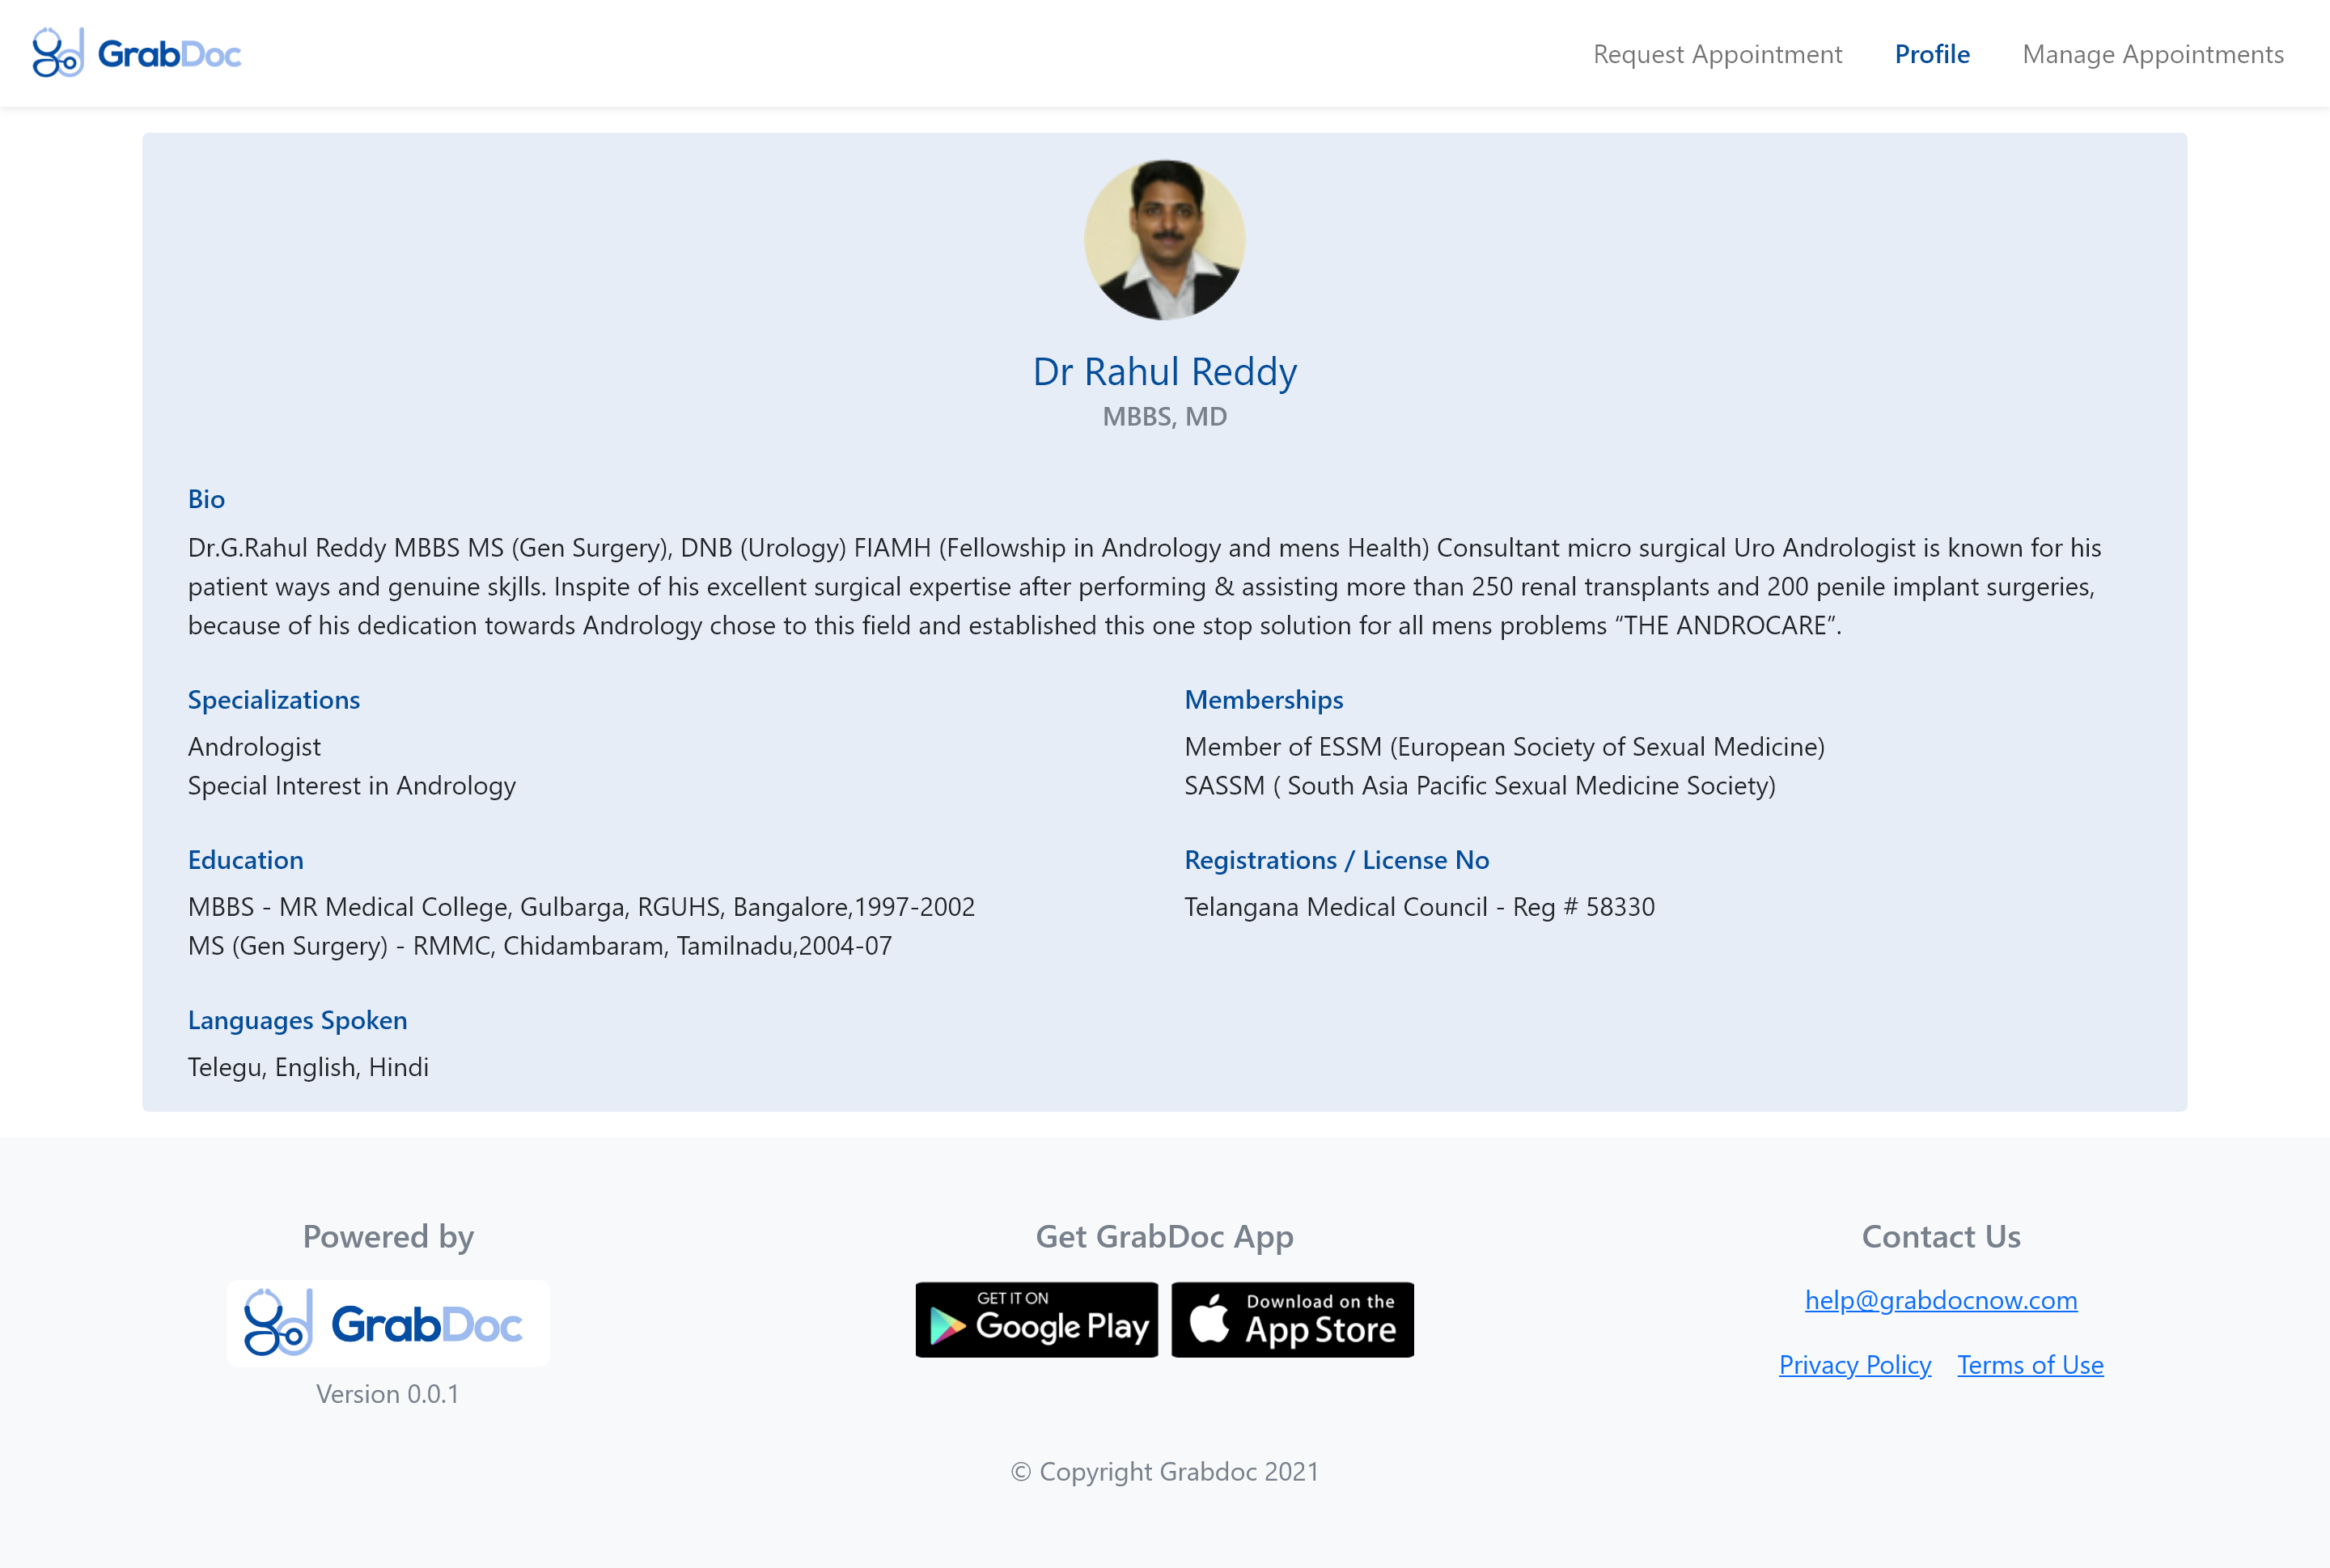 GrabDoc
Request Appointment Profile Manage Appointments
Dr Rahul Reddy
MBBS, MD
Bio
Dr.G.Rahul Reddy MBBS MS (Gen Surgery), DNB (Urology) FIAMH (Fellowship in Andrology and mens Health) Consultant micro surgical Uro Andrologist is known for his
patient ways and genuine skjlls. Inspite of his excellent surgical expertise after performing & assisting more than 250 renal transplants and 200 penile implant surgeries,
because of his dedication towards Andrology chose to this field and established this one stop solution for all mens problems “THE ANDROCARE”.
Specializations
Andrologist
Special Interest in Andrology
Memberships
Member of ESSM (European Society of Sexual Medicine)
SASSM ( South Asia Pacific Sexual Medicine Society)
Education
MBBS - MR Medical College, Gulbarga, RGUHS, Bangalore,1997-2002
MS (Gen Surgery) - RMMC, Chidambaram, Tamilnadu,2004-07
Registrations / License No
Telangana Medical Council - Reg # 58330
Languages Spoken
Telegu, English, Hindi
Powered by
GrabDoc
Version 0.0.1
Get GrabDoc App
GET IT ON
Google Play
Download on the
App Store
Contact Us
help@grabdocnow.com
Privacy Policy Terms of Use
© Copyright Grabdoc 2021